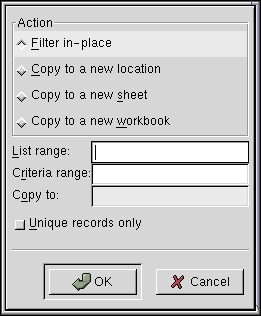 Action
Filter in-place
Copy to a new location
Copy to a new sheet
Copy to a new workbook
List range:
Criteria range:
Copy to:
Unique records only
OK
Cancel